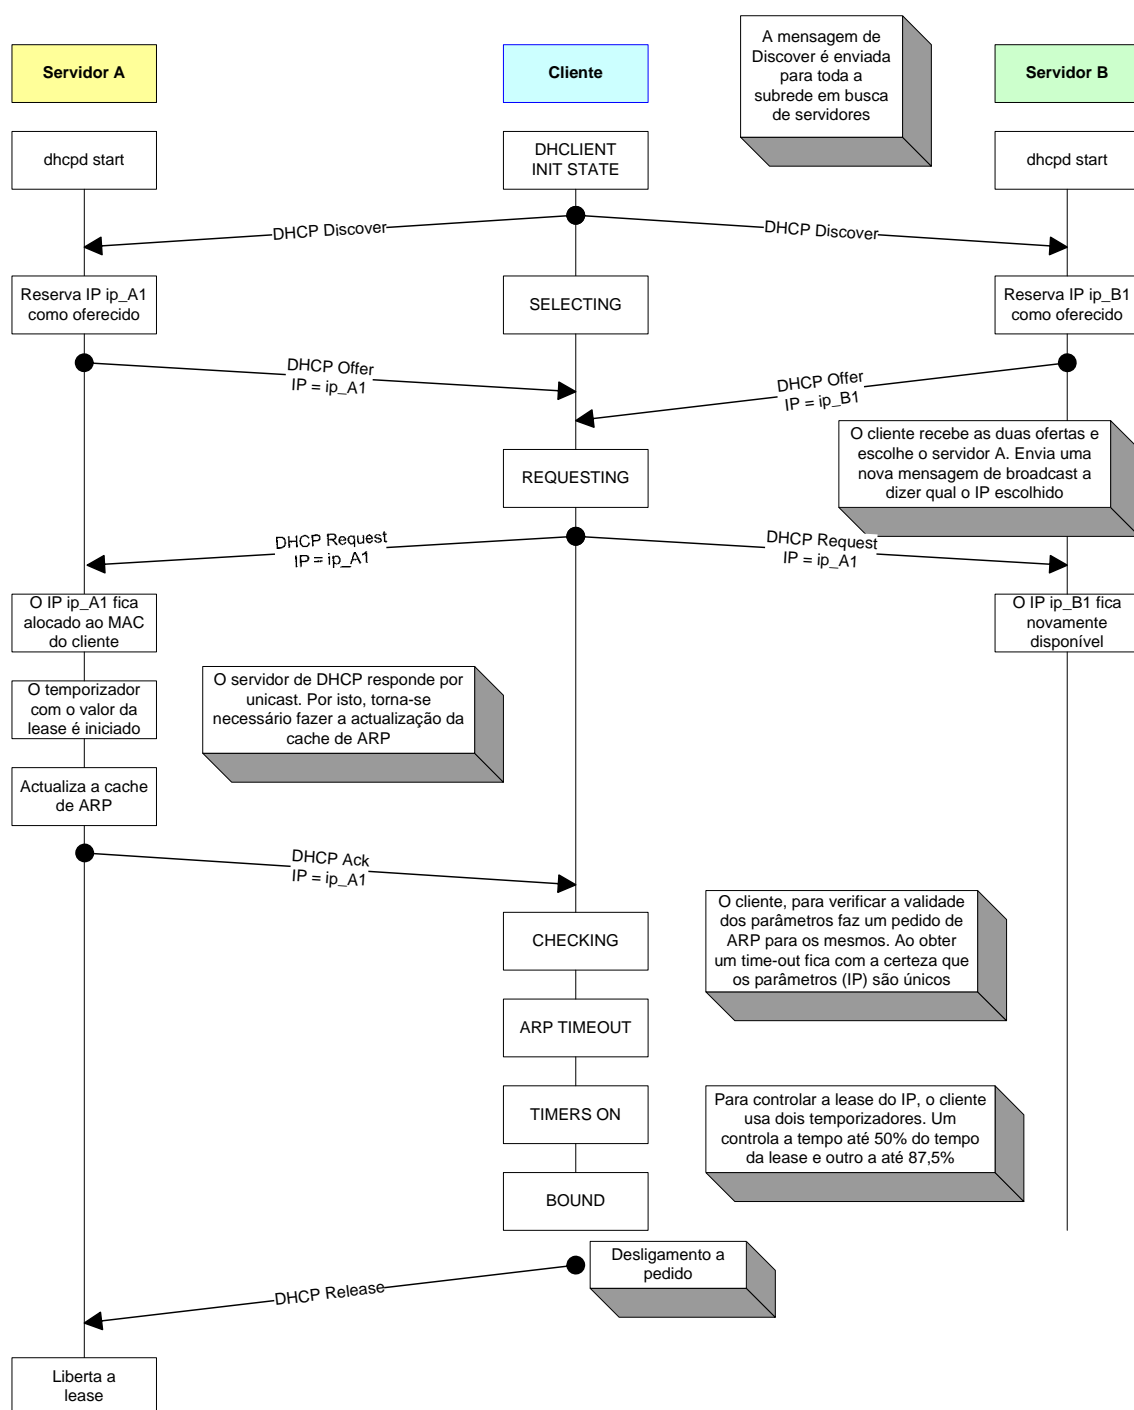 A mensagem de
Discover é enviada
para toda a
subrede em busca
de servidores
Servidor A
Cliente
Servidor B
dhcpd start
DHCLIENT
INIT STATE
dhcpd start
DHCP Discover
DHCP Discover
Reserva IP ip_A1
como oferecido
SELECTING
Reserva IP ip_B1
como oferecido
DHCP Offer
IP = ip_A1
DHCP Offer
IP = ip_B1
O cliente recebe as duas ofertas e
escolhe o servidor A. Envia uma
nova mensagem de broadcast a
dizer qual o IP escolhido
REQUESTING
DHCP Request
IP = ip_A1
DHCP Request
IP = ip_A1
O IP ip_A1 fica
alocado ao MAC
do cliente
O IP ip_B1 fica
novamente
disponível
O servidor de DHCP responde por
unicast. Por isto, torna-se
necessário fazer a actualização da
cache de ARP
O temporizador
com o valor da
lease é iniciado
Actualiza a cache
de ARP
DHCP Ack
IP = ip_A1
O cliente, para verificar a validade
dos parâmetros faz um pedido de
ARP para os mesmos. Ao obter
um time-out fica com a certeza que
os parâmetros (IP) são únicos
CHECKING
ARP TIMEOUT
Para controlar a lease do IP, o cliente
usa dois temporizadores. Um
controla a tempo até 50% do tempo
da lease e outro a até 87,5%
TIMERS ON
BOUND
Desligamento a
pedido
DHCP Release
Liberta a
lease